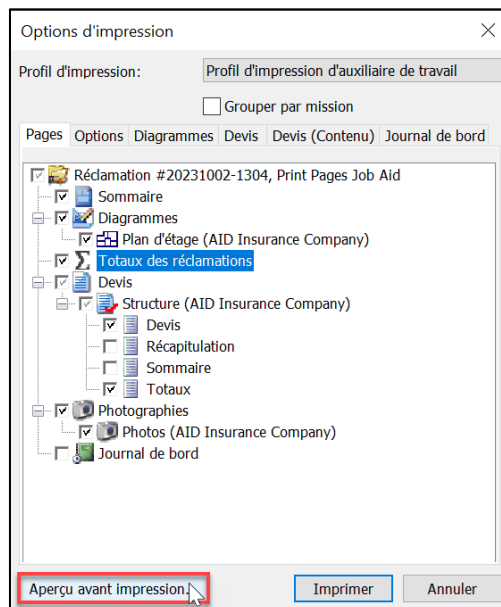 Options d'impression
Profil d'impression: Profil d'impression d'auxiliaire de travail
Grouper par mission
Pages Options Diagrammes Devis Devis (Contenu) Journal de bord
Réclamation #20231002-1304, Print Pages Job Aid
Sommaire
Diagrammes
Plan d'étage (AID Insurance Company)
Totaux des réclamations
Devis
Structure (AID Insurance Company)
Devis
Récapitulation
Sommaire
Totaux
Photographies
Photos (AID Insurance Company)
Journal de bord
Aperçu avant impression. Imprimer Annuler